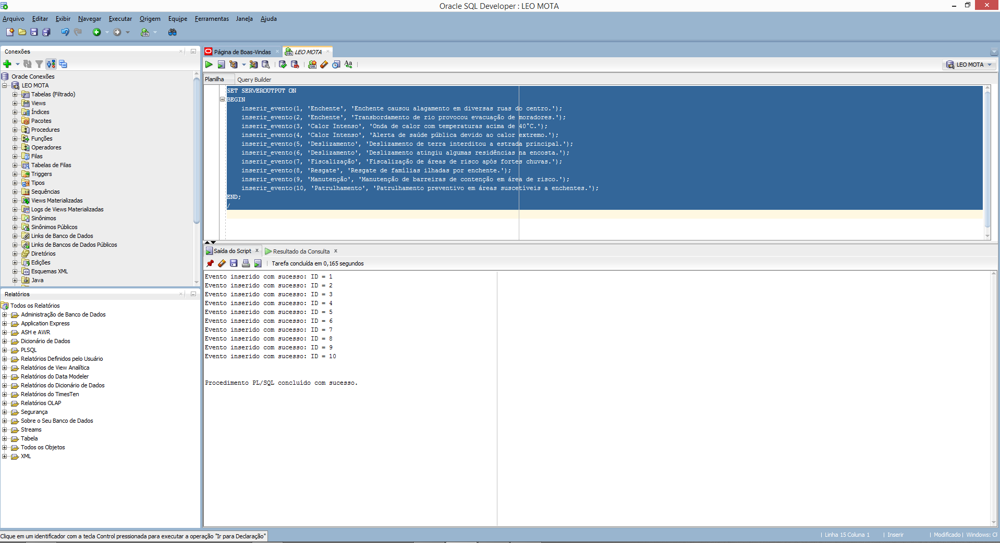 Oracle SQL Developer : LEO MOTA
Arquivo Editar Exibir Navegar Executar Origem Equipe Ferramentas Janela Ajuda
Conexões
Oracle Conexões
LEO MOTA
Tabelas (Filtrado)
Views
Índices
Pacotes
Procedures
Funções
Operadores
Filas
Tabelas de Filas
Triggers
Tipos
Sequências
Views Materializadas
Logs de Views Materializadas
Sinônimos
Sinônimos Públicos
Links de Banco de Dados
Links de Bancos de Dados Públicos
Diretórios
Edições
Esquemas XML
Java
Relatórios
Todos os Relatórios
Administração de Banco de Dados
Application Express
ASH e AWR
Dicionário de Dados
PLSQL
Relatórios Definidos pelo Usuário
Relatórios de View Analítica
Relatórios do Data Modeler
Relatórios do Dicionário de Dados
Relatórios do TimesTen
Relatórios OLAP
Segurança
Sobre o Seu Banco de Dados
Streams
Tabela
Todos os Objetos
XML
Página de Boas-Vindas LEO MOTA
LEO MOTA
Planilha Query Builder
SET SERVEROUTPUT ON
BEGIN
inserir_evento(1, 'Enchente', 'Enchente causou alagamento em diversas ruas do centro.');
inserir_evento(2, 'Enchente', 'Transbordamento de rio provocou evacuação de moradores.');
inserir_evento(3, 'Calor Intenso', 'Onda de calor com temperaturas acima de 40°C.');
inserir_evento(4, 'Calor Intenso', 'Alerta de saúde pública devido ao calor extremo.');
inserir_evento(5, 'Deslizamento', 'Deslizamento de terra interditou a estrada principal.');
inserir_evento(6, 'Deslizamento', 'Deslizamento atingiu algumas residências na encosta.');
inserir_evento(7, 'Fiscalização', 'Fiscalização de áreas de risco após fortes chuvas.');
inserir_evento(8, 'Resgate', 'Resgate de famílias ilhadas por enchente.');
inserir_evento(9, 'Manutenção', 'Manutenção de barreiras de contenção em área de risco.');
inserir_evento(10, 'Patrulhamento', 'Patrulhamento preventivo em áreas suscetíveis a enchentes.');
END;
/
Saída do Script x Resultado da Consulta x
Tarefa concluída em 0,165 segundos
Evento inserido com sucesso: ID = 1
Evento inserido com sucesso: ID = 2
Evento inserido com sucesso: ID = 3
Evento inserido com sucesso: ID = 4
Evento inserido com sucesso: ID = 5
Evento inserido com sucesso: ID = 6
Evento inserido com sucesso: ID = 7
Evento inserido com sucesso: ID = 8
Evento inserido com sucesso: ID = 9
Evento inserido com sucesso: ID = 10
Procedimento PL/SQL concluído com sucesso.
Clique em um identificador com a tecla Control pressionada para executar a operação "Ir para Declaração"
| Linha 15 Coluna 1 | Inserir | Modificado | Windows: CF